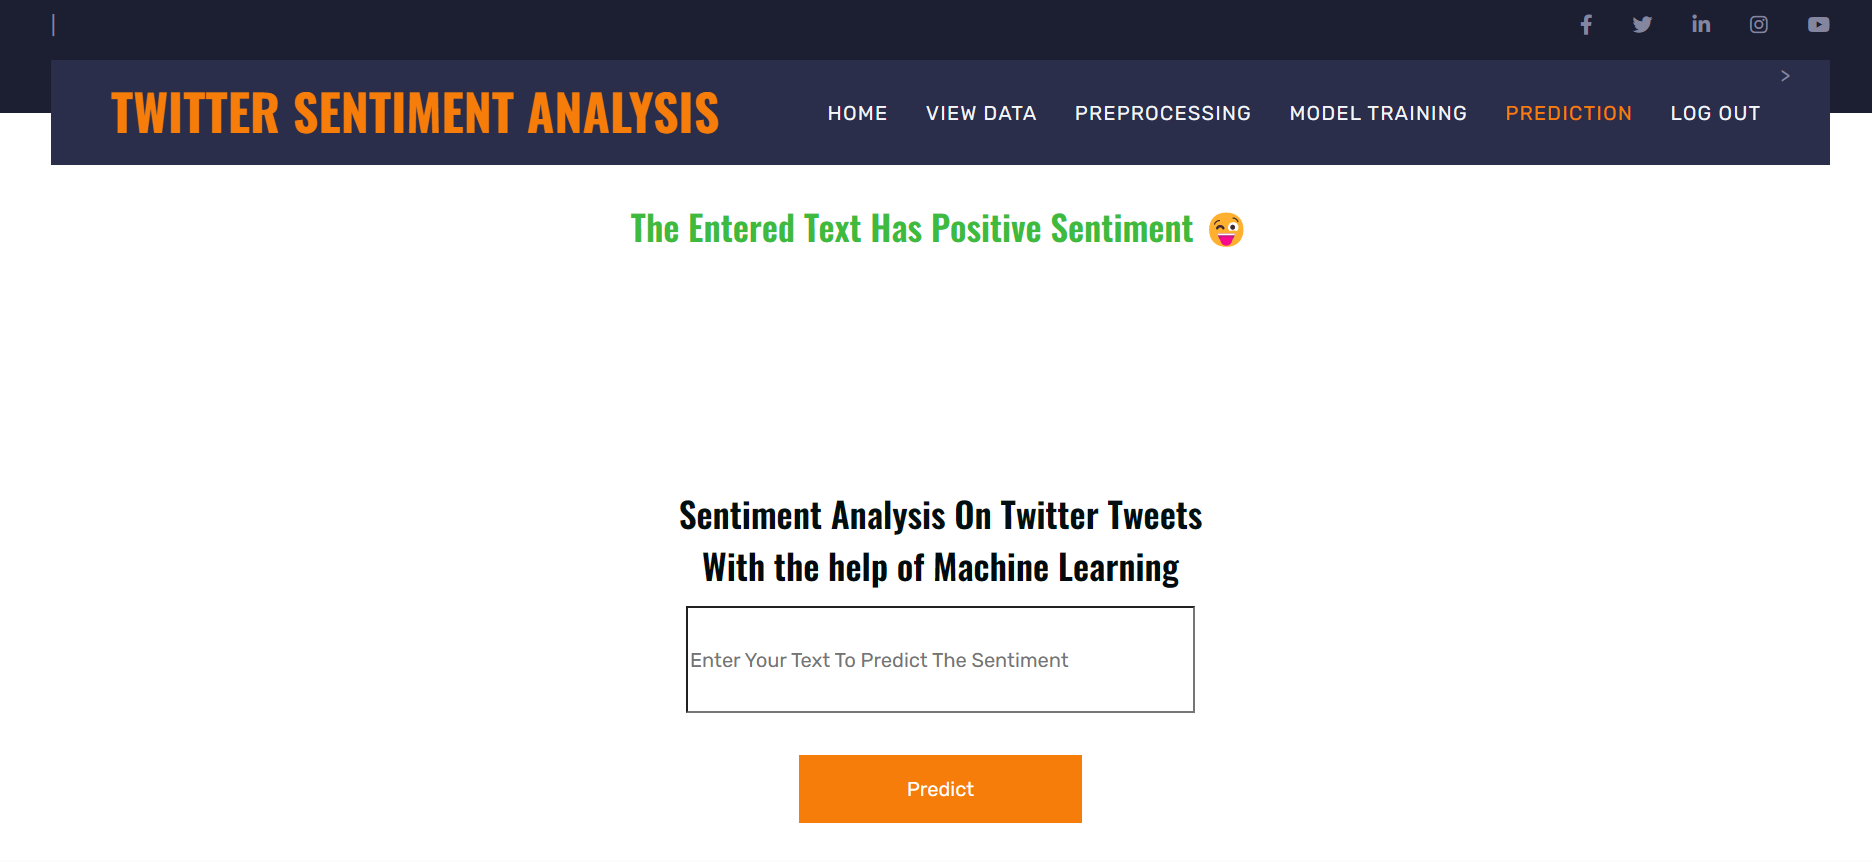 |
>
TWITTER SENTIMENT ANALYSIS
HOME VIEW DATA PREPROCESSING MODEL TRAINING PREDICTION LOG OUT
The Entered Text Has Positive Sentiment 😜
Sentiment Analysis On Twitter Tweets
With the help of Machine Learning
Enter Your Text To Predict The Sentiment
Predict